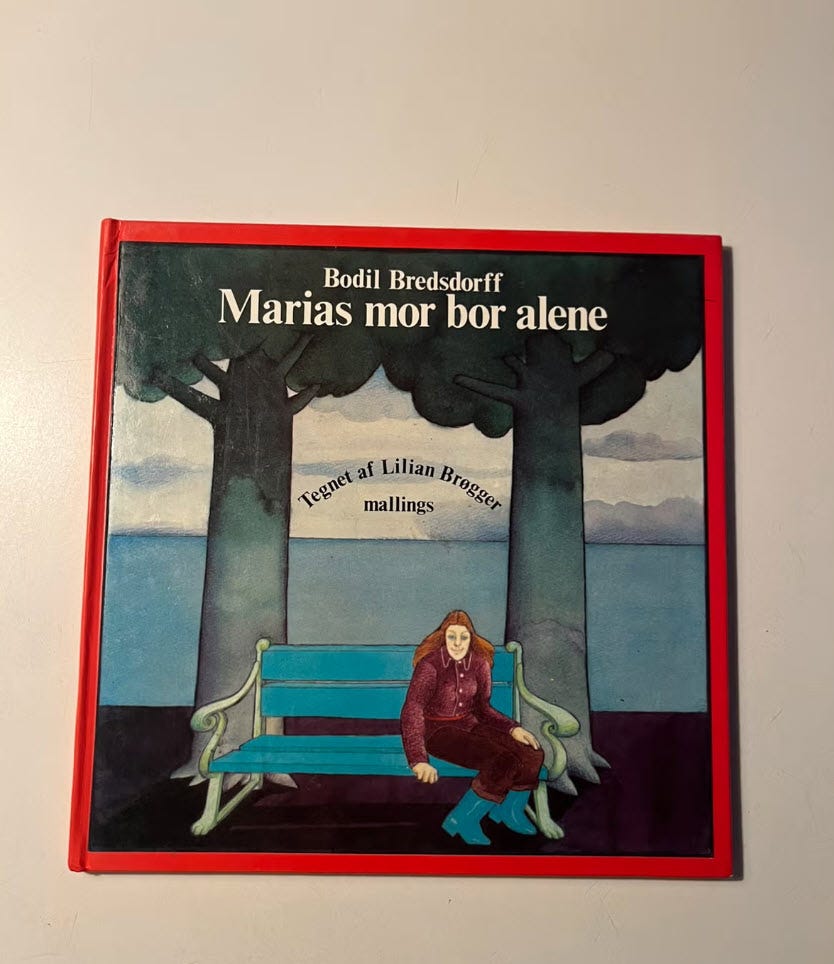 Bodil Bredsdorff
Marias mor bor alene
Tegnet af Lilian Brøgger
mallings